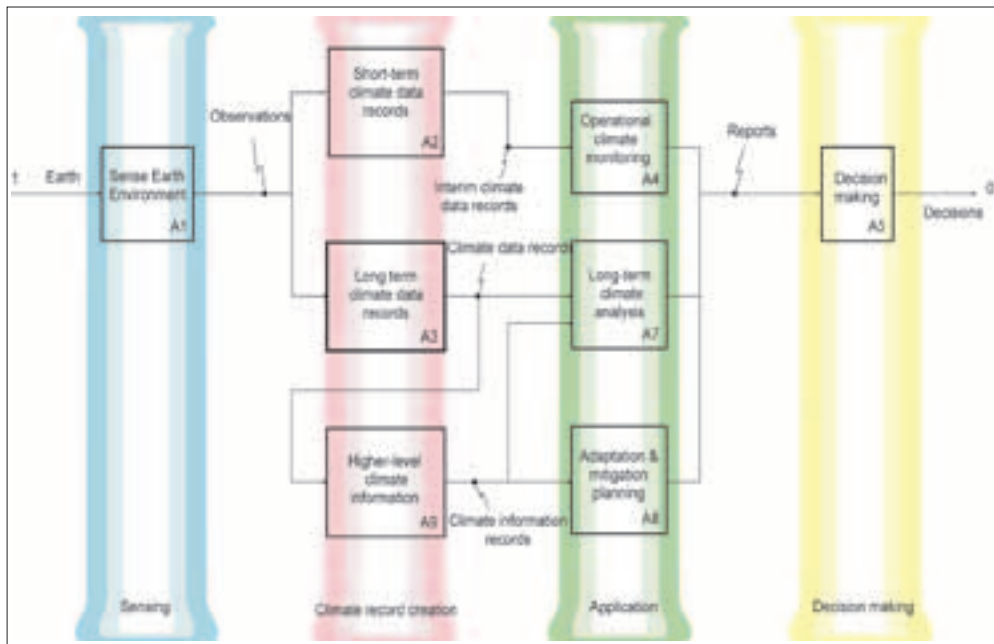 Earth
Sense Earth
Environment
A1
Observations
Short-term
climate data
records
A2
Interim climate
data records
Long term
climate data
records
A3
Climate data records
Higher-level
climate
information
A9
Climate information
records
Operational
climate
monitoring
A4
Long-term
climate
analysis
A7
Adaptation &
mitigation
planning
A8
Reports
Decision
making
A5
Decisions
Sensing
Climate record creation
Application
Decision making